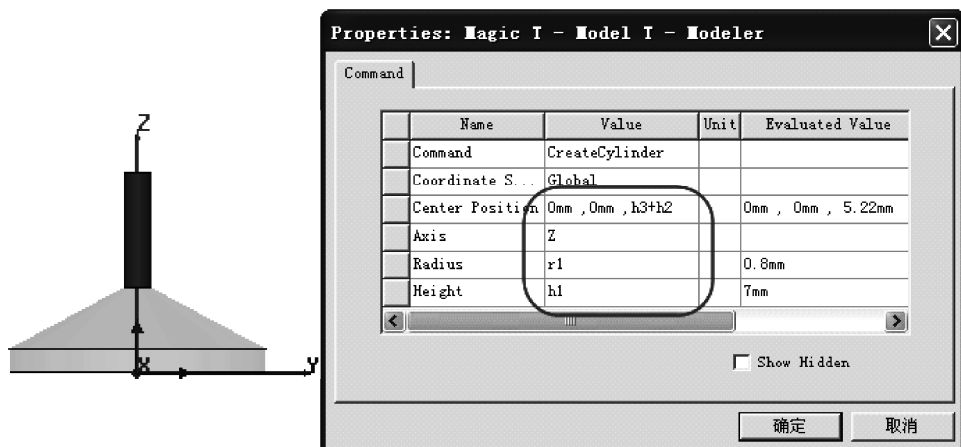 Properties: Magic T - Model T - Modeler
Command
Name Value Unit Evaluated Value
Command CreateCylinder
Coordinate S... Global
Center Position 0mm ,0mm ,h3+h2 0mm , 0mm , 5.22mm
Axis Z
Radius r1 0.8mm
Height h1 7mm
Show Hidden
确定 取消
Z
X
Y